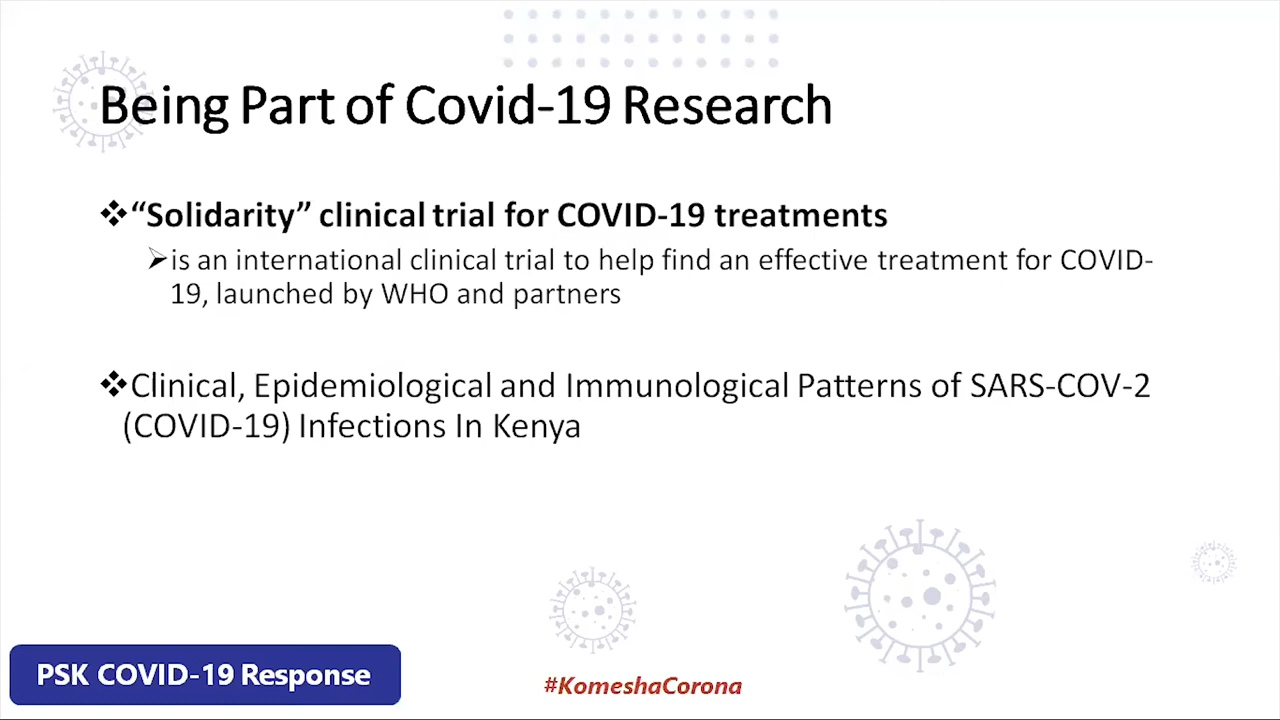 Being Part of Covid-19 Research
❖“Solidarity” clinical trial for COVID-19 treatments
➢is an international clinical trial to help find an effective treatment for COVID-
19, launched by WHO and partners
❖Clinical, Epidemiological and Immunological Patterns of SARS-COV-2
(COVID-19) Infections In Kenya
PSK COVID-19 Response
#KomeshaCorona